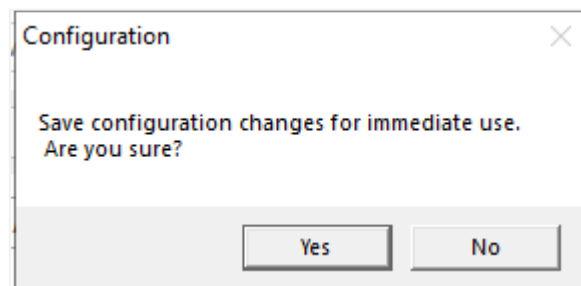 Configuration
Save configuration changes for immediate use.
Are you sure?
Yes
No